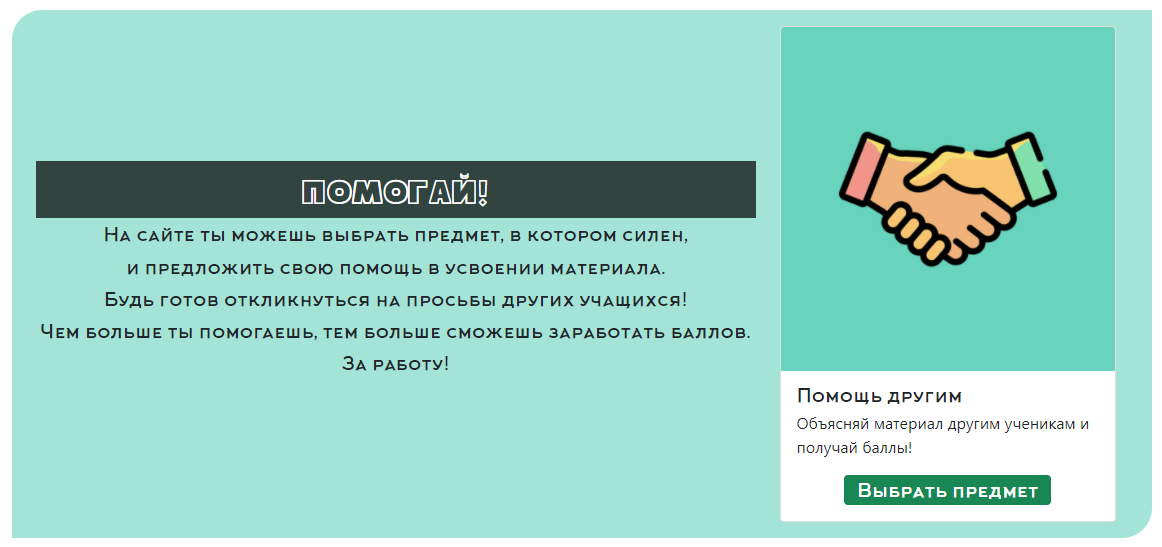 ПОМОГАЙ!
На сайте ты можешь выбрать предмет, в котором силен,
и предложить свою помощь в усвоении материала.
Будь готов откликнуться на просьбы других учащихся!
Чем больше ты помогаешь, тем больше сможешь заработать баллов.
За работу!
Помощь другим
Объясняй материал другим ученикам и
получай баллы!
Выбрать предмет